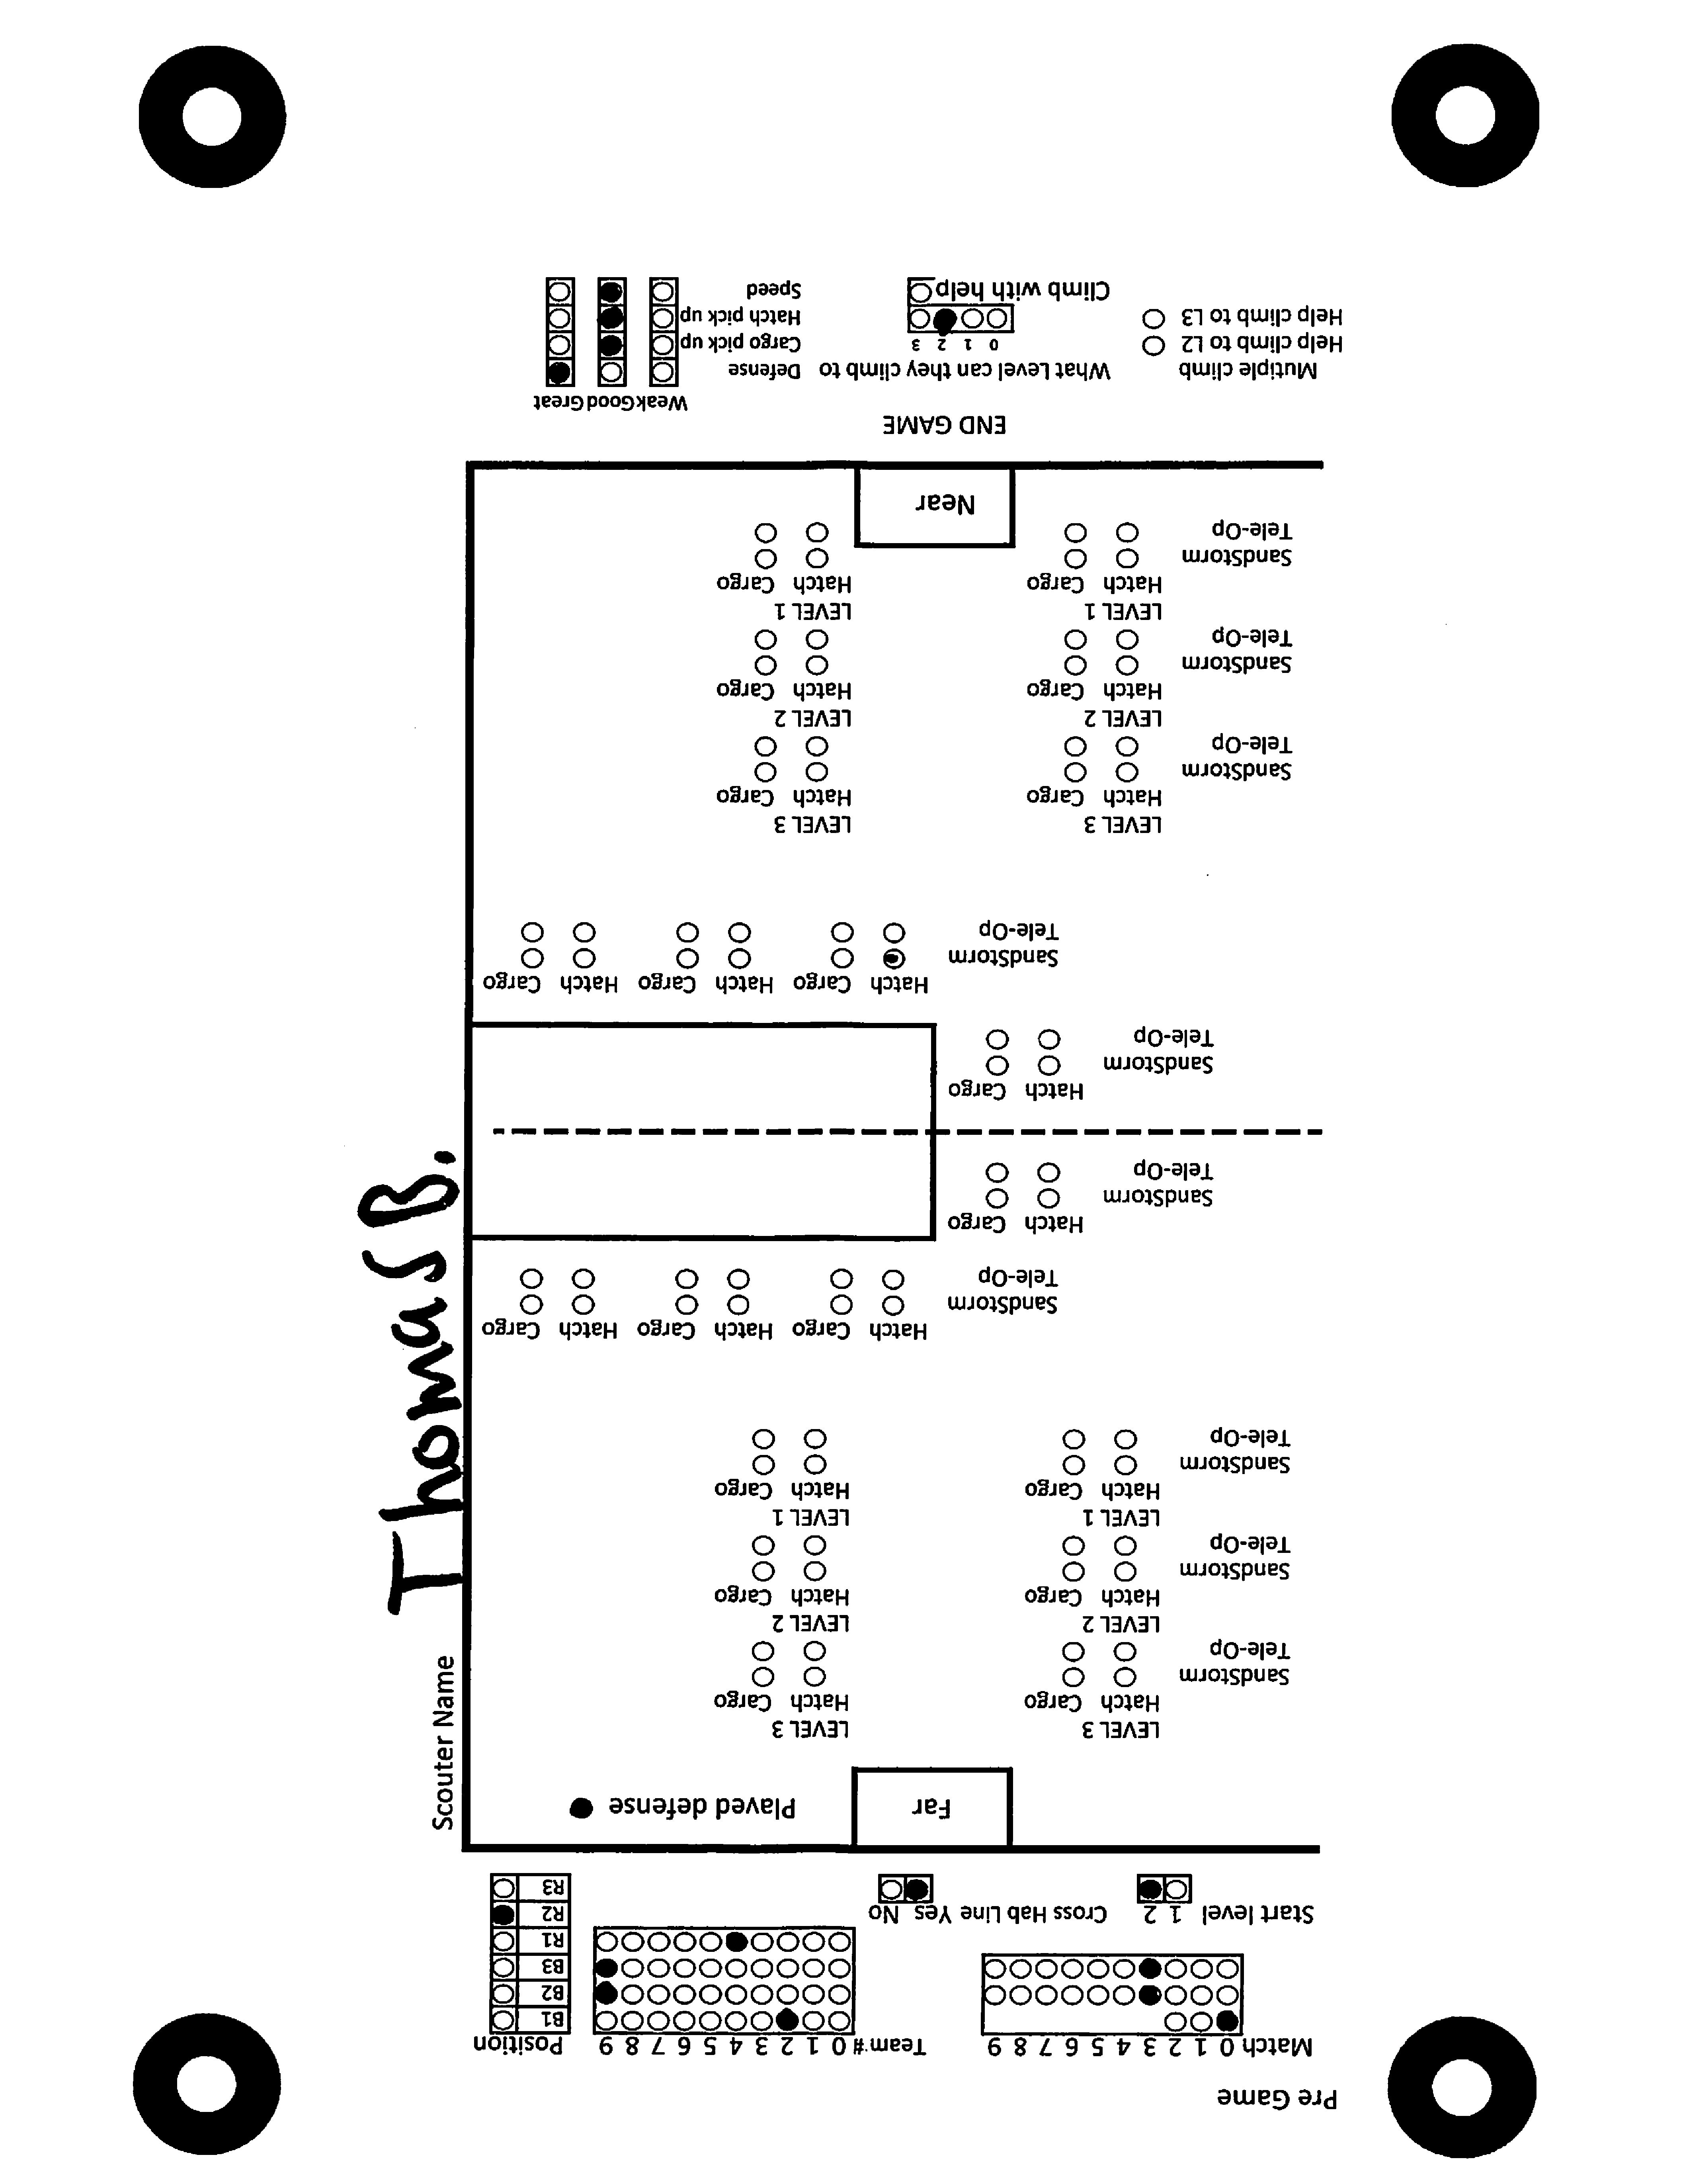 Pre Game
Match 0 1 2 3 4 5 6 7 8 9 Team # 0 1 2 3 4 5 6 7 8 9 Position
B1
B2
B3
R1
Start level 1 2 Cross Hab Line Yes No R2
R3
Far Played defense
Scouter Name Thomas B.
LEVEL 3 LEVEL 3
Hatch Cargo Hatch Cargo
SandStorm
Tele-Op
LEVEL 2 LEVEL 2
Hatch Cargo Hatch Cargo
SandStorm
Tele-Op
LEVEL 1 LEVEL 1
Hatch Cargo Hatch Cargo
SandStorm
Tele-Op
Hatch Cargo Hatch Cargo Hatch Cargo
SandStorm
Tele-Op
Hatch Cargo
SandStorm
Tele-Op
Hatch Cargo
SandStorm
Tele-Op
Hatch Cargo Hatch Cargo Hatch Cargo
SandStorm
Tele-Op
LEVEL 3 LEVEL 3
Hatch Cargo Hatch Cargo
SandStorm
Tele-Op
LEVEL 2 LEVEL 2
Hatch Cargo Hatch Cargo
SandStorm
Tele-Op
LEVEL 1 LEVEL 1
Hatch Cargo Hatch Cargo
SandStorm
Tele-Op
Near
END GAME
Weak Good Great
Mutiple climb What Level can they climb to Defense
Help climb to L2 0 1 2 3 Cargo pick up
Help climb to L3 Hatch pick up
Climb with help Speed